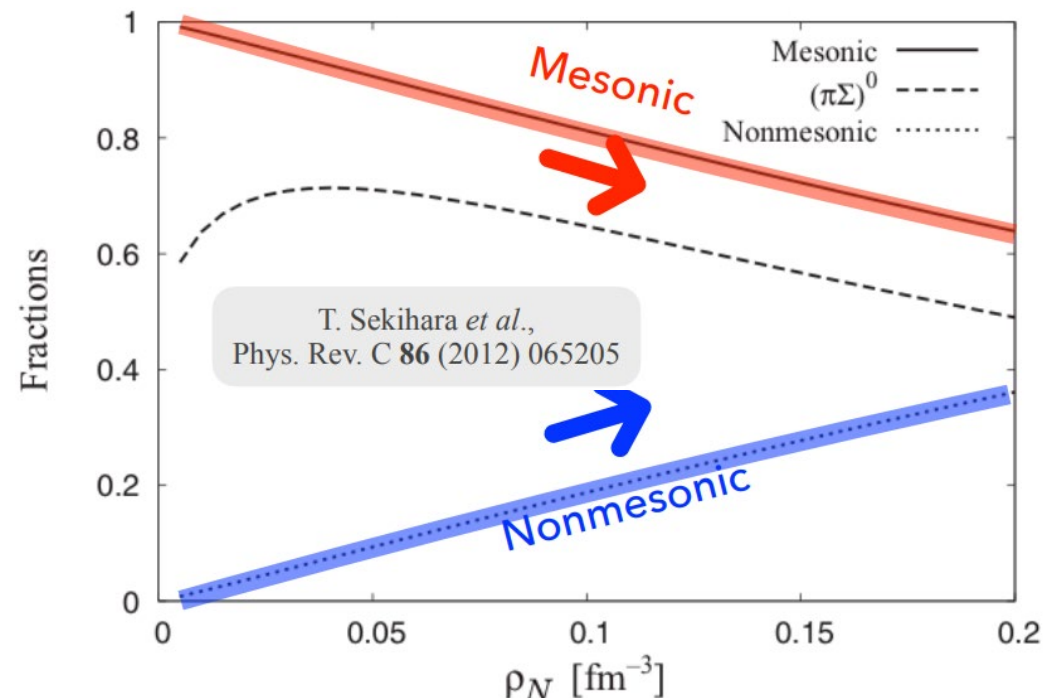 1
Mesonic
Mesonic
(πΣ)⁰
Nonmesonic
0.8
0.6
T. Sekihara et al.,
Phys. Rev. C 86 (2012) 065205
Fractions
0.4
0.2
Nonmesonic
0
0 0.05 0.1 0.15 0.2
ρN [fm⁻³]